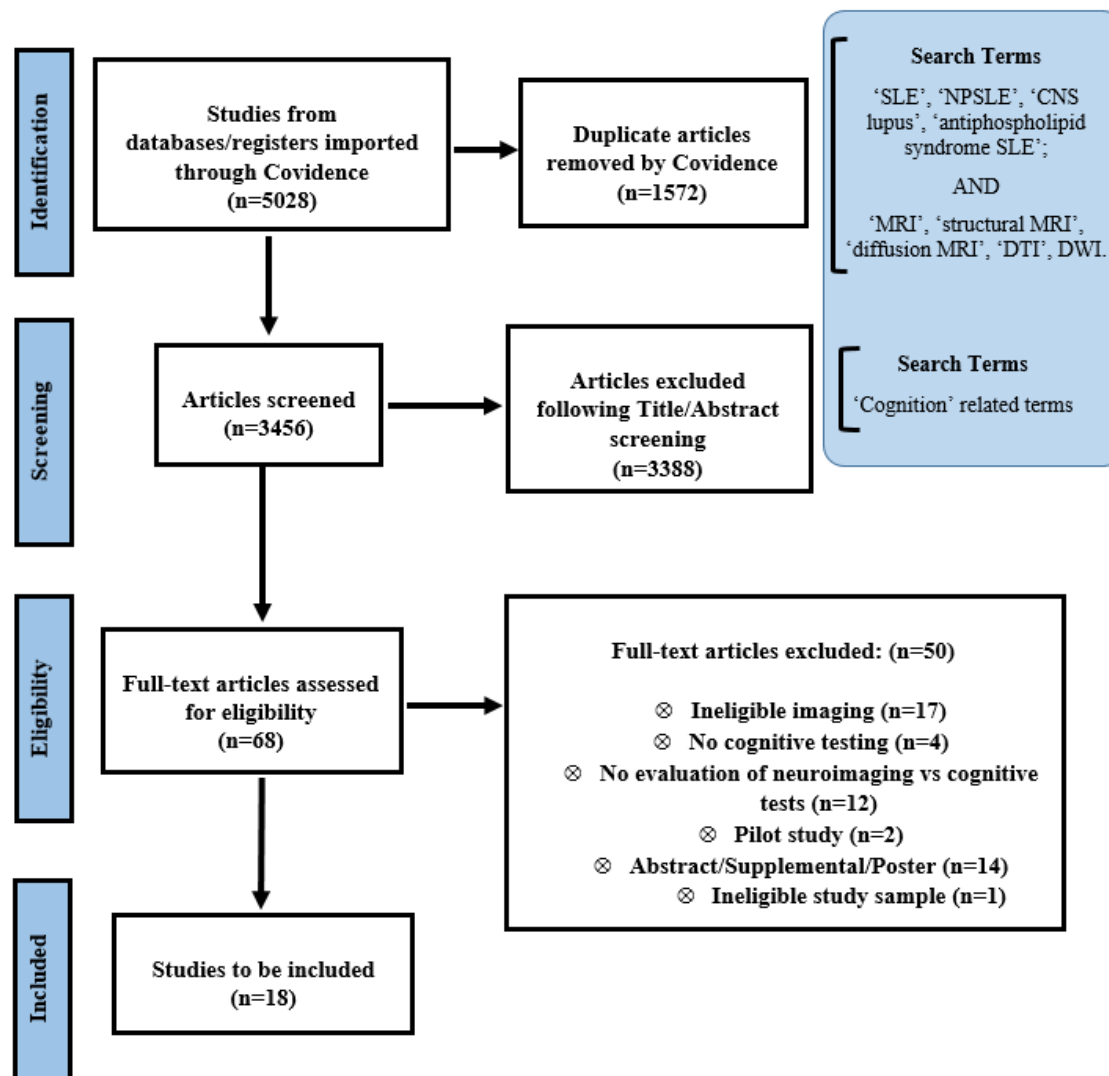 Identification
Studies from
databases/registers imported
through Covidence
(n=5028)
Duplicate articles
removed by Covidence
(n=1572)
Search Terms
‘SLE’, ‘NPSLE’, ‘CNS
lupus’, ‘antiphospholipid
syndrome SLE’;
AND
‘MRI’, ‘structural MRI’,
‘diffusion MRI’, ‘DTI’, DWI.
Search Terms
‘Cognition’ related terms
Screening
Articles screened
(n=3456)
Articles excluded
following Title/Abstract
screening
(n=3388)
Eligibility
Full-text articles assessed
for eligibility
(n=68)
Full-text articles excluded: (n=50)
⊗ Ineligible imaging (n=17)
⊗ No cognitive testing (n=4)
⊗ No evaluation of neuroimaging vs cognitive
tests (n=12)
⊗ Pilot study (n=2)
⊗ Abstract/Supplemental/Poster (n=14)
⊗ Ineligible study sample (n=1)
Included
Studies to be included
(n=18)